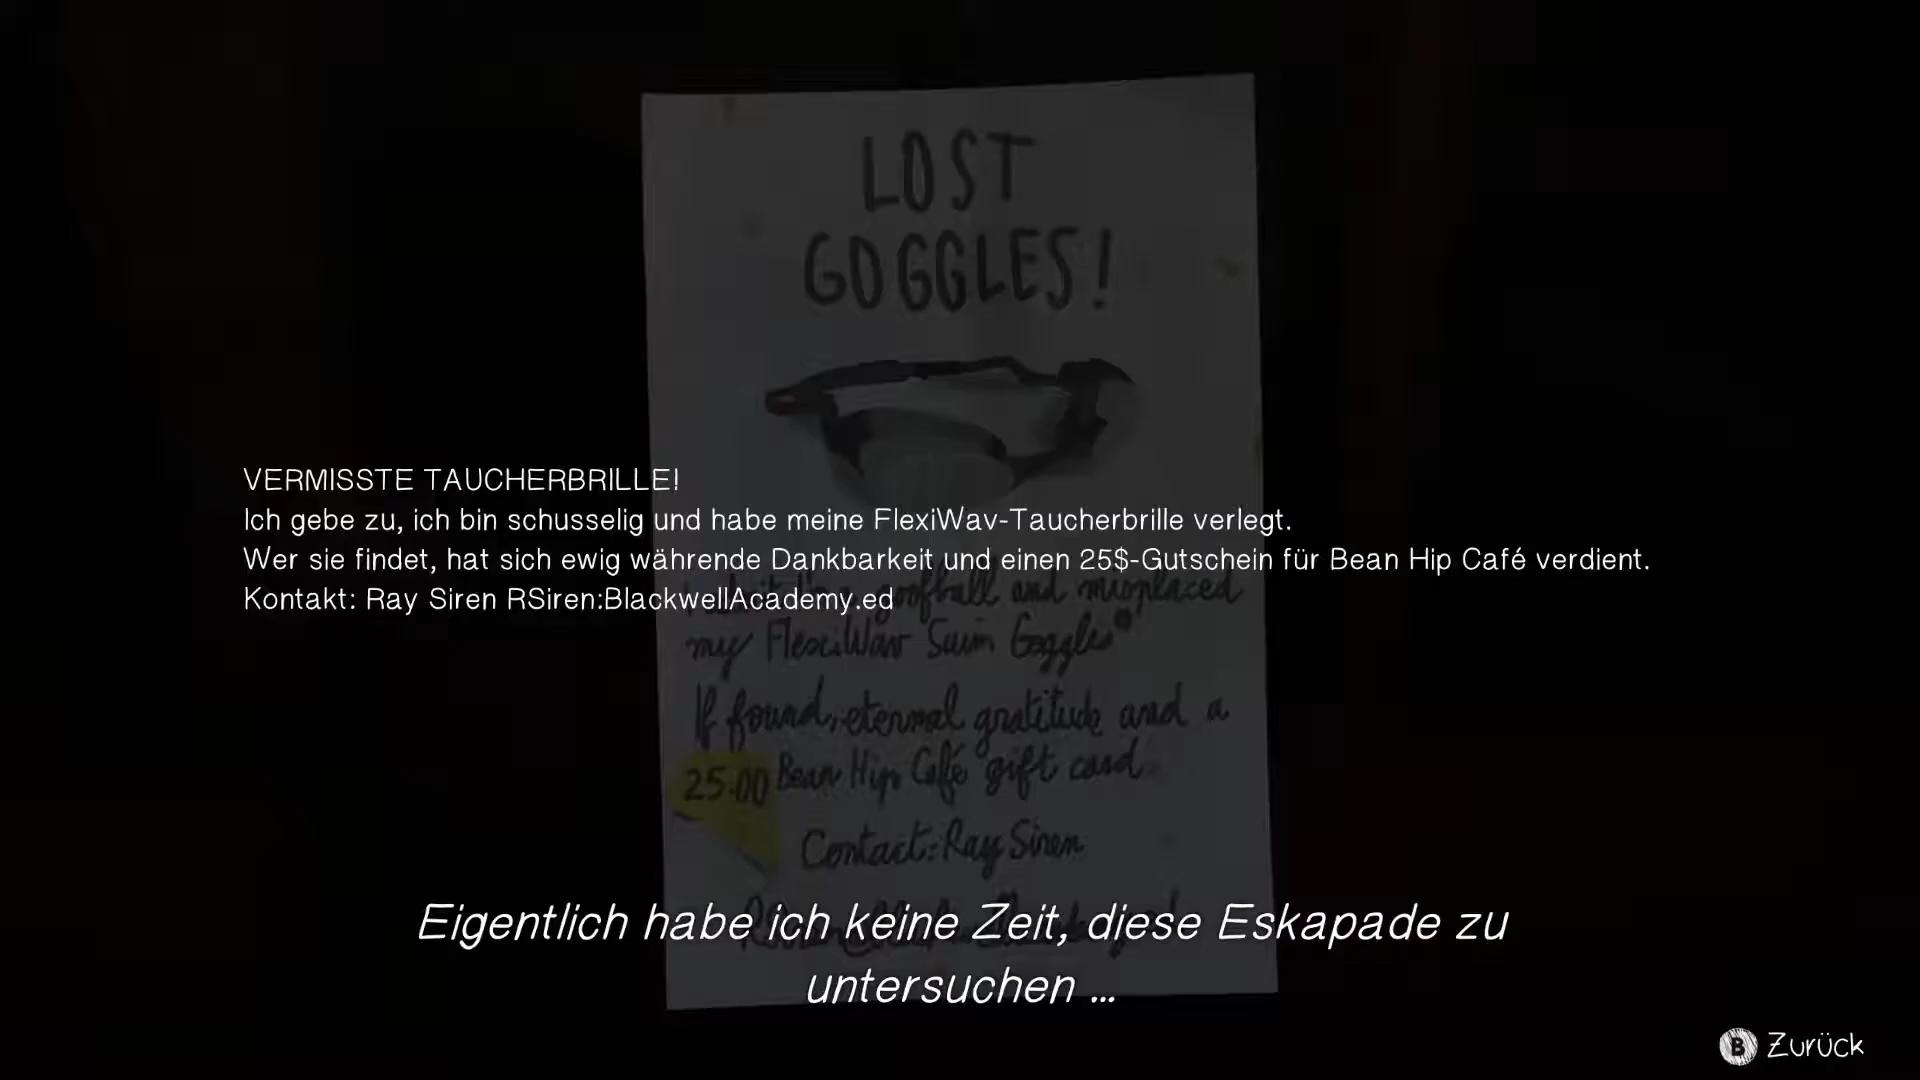 LOST
GOGGLES!
VERMISSTE TAUCHERBRILLE!
Ich gebe zu, ich bin schusselig und habe meine FlexiWav-Taucherbrille verlegt.
Wer sie findet, hat sich ewig währende Dankbarkeit und einen 25$-Gutschein für Bean Hip Café verdient.
Kontakt: Ray Siren RSiren:BlackwellAcademy.ed
goofball and misplaced
my FlexiWav Swim Goggles
If found, eternal gratitude and a
25.00 Bean Hip Café gift card
Contact: Ray Siren
Eigentlich habe ich keine Zeit, diese Eskapade zu
untersuchen ...
B Zurück